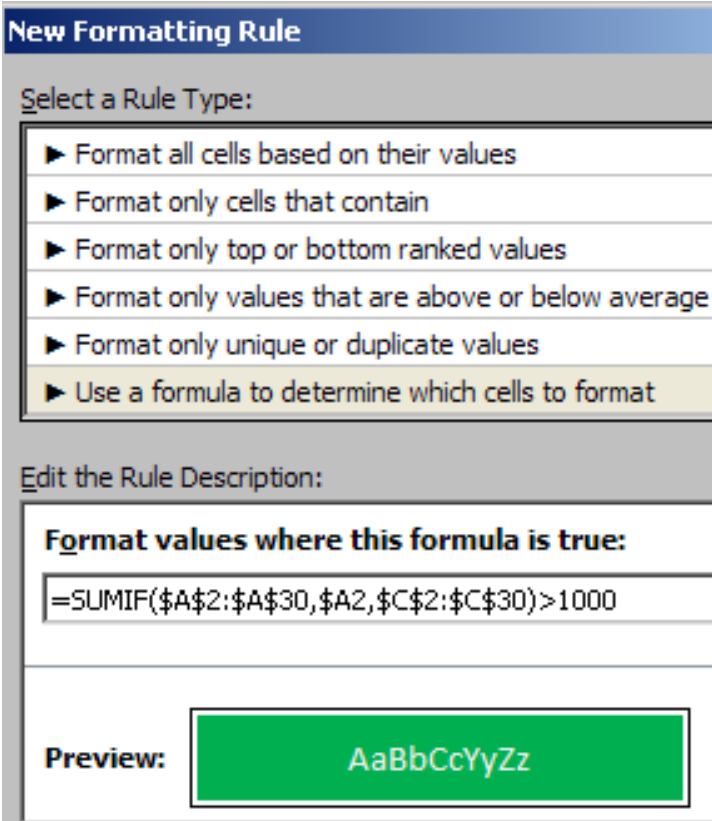 New Formatting Rule
Select a Rule Type:
► Format all cells based on their values
► Format only cells that contain
► Format only top or bottom ranked values
► Format only values that are above or below average
► Format only unique or duplicate values
► Use a formula to determine which cells to format
Edit the Rule Description:
Format values where this formula is true:
=SUMIF($A$2:$A$30,$A2,$C$2:$C$30)>1000
Preview: AaBbCcYyZz